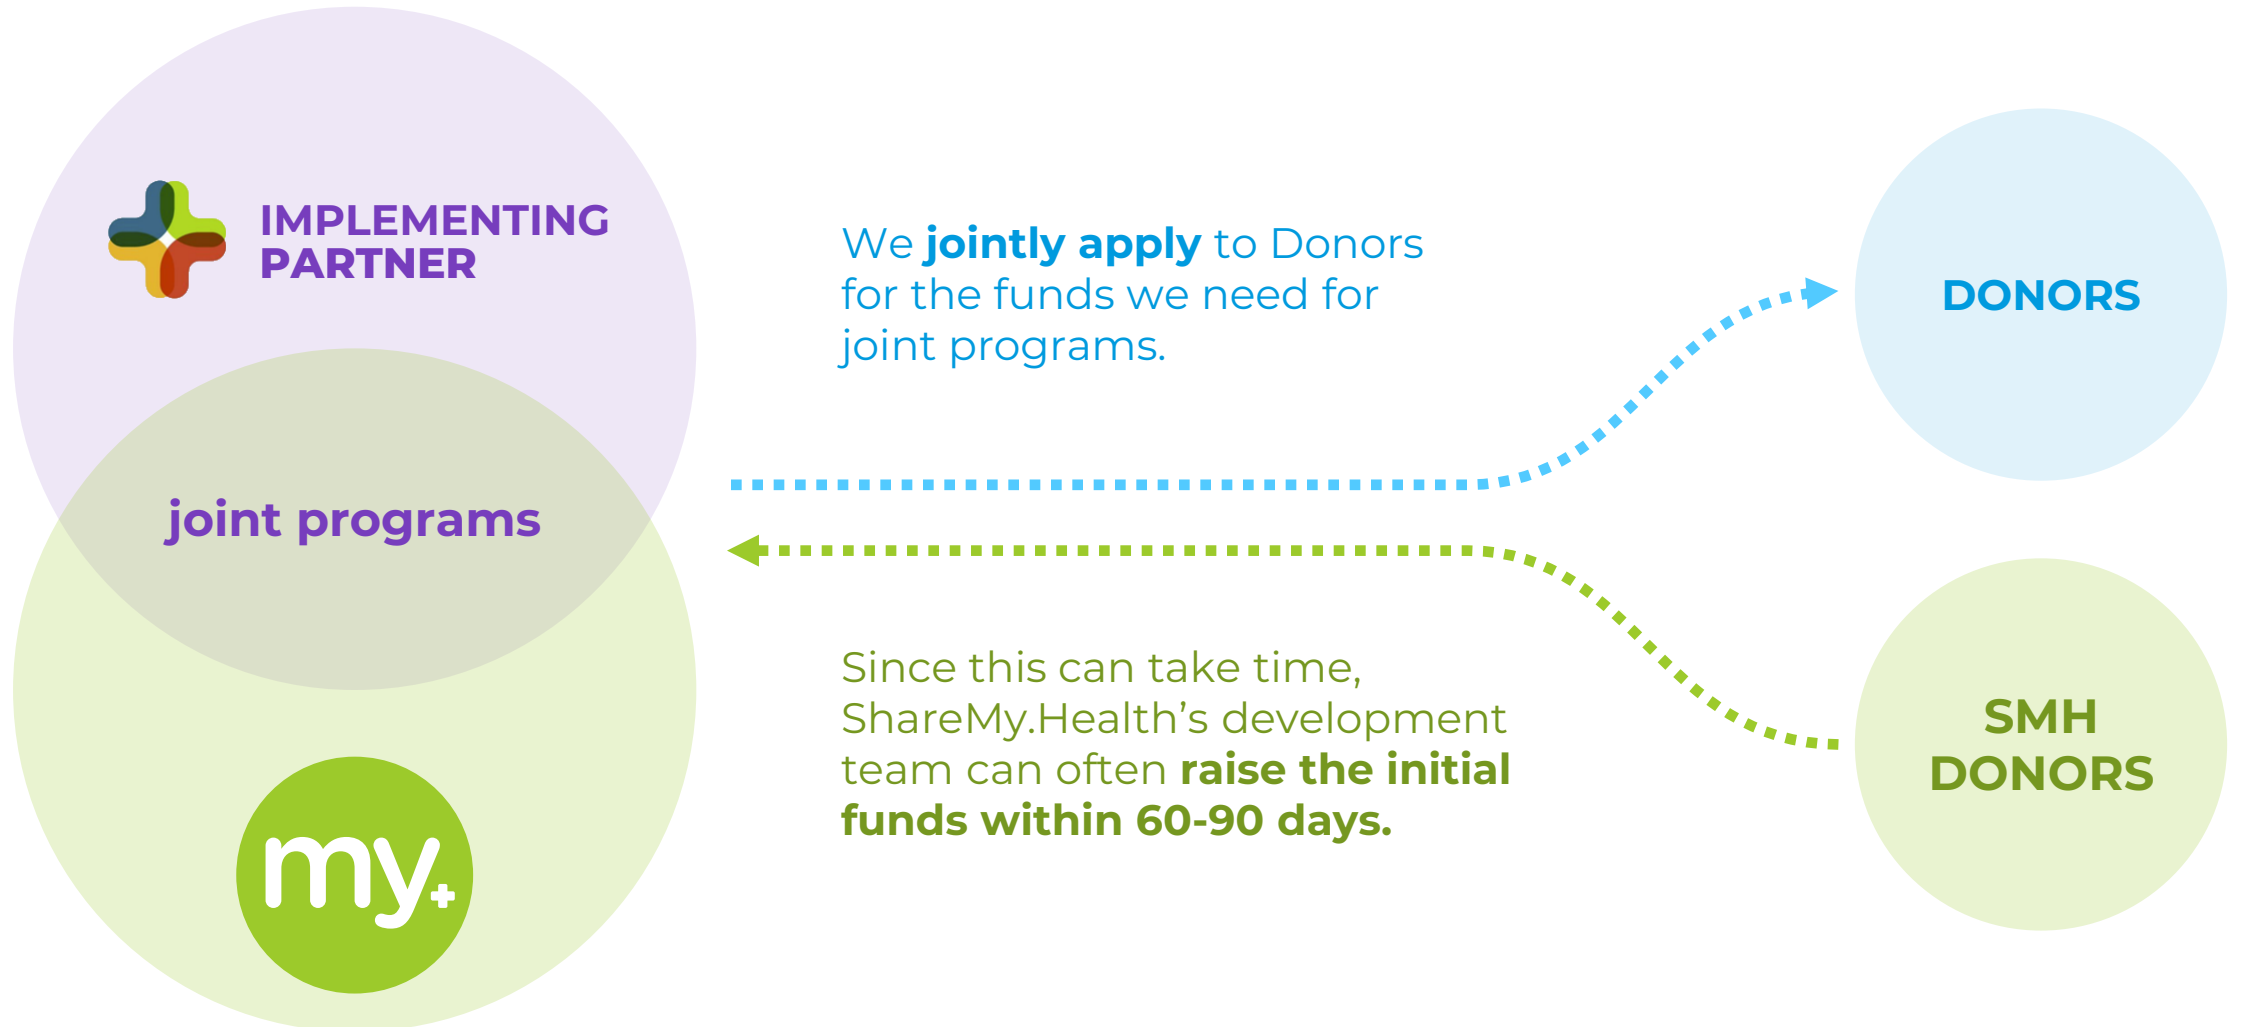 IMPLEMENTING
PARTNER
joint programs
my.+
We jointly apply to Donors
for the funds we need for
joint programs.
Since this can take time,
ShareMy.Health’s development
team can often raise the initial
funds within 60-90 days.
DONORS
SMH
DONORS